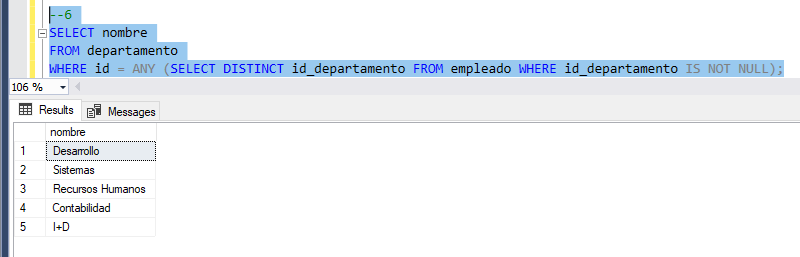 --6
SELECT nombre
FROM departamento
WHERE id = ANY (SELECT DISTINCT id_departamento FROM empleado WHERE id_departamento IS NOT NULL);
106 %
Results Messages
nombre
1 Desarrollo
2 Sistemas
3 Recursos Humanos
4 Contabilidad
5 I+D